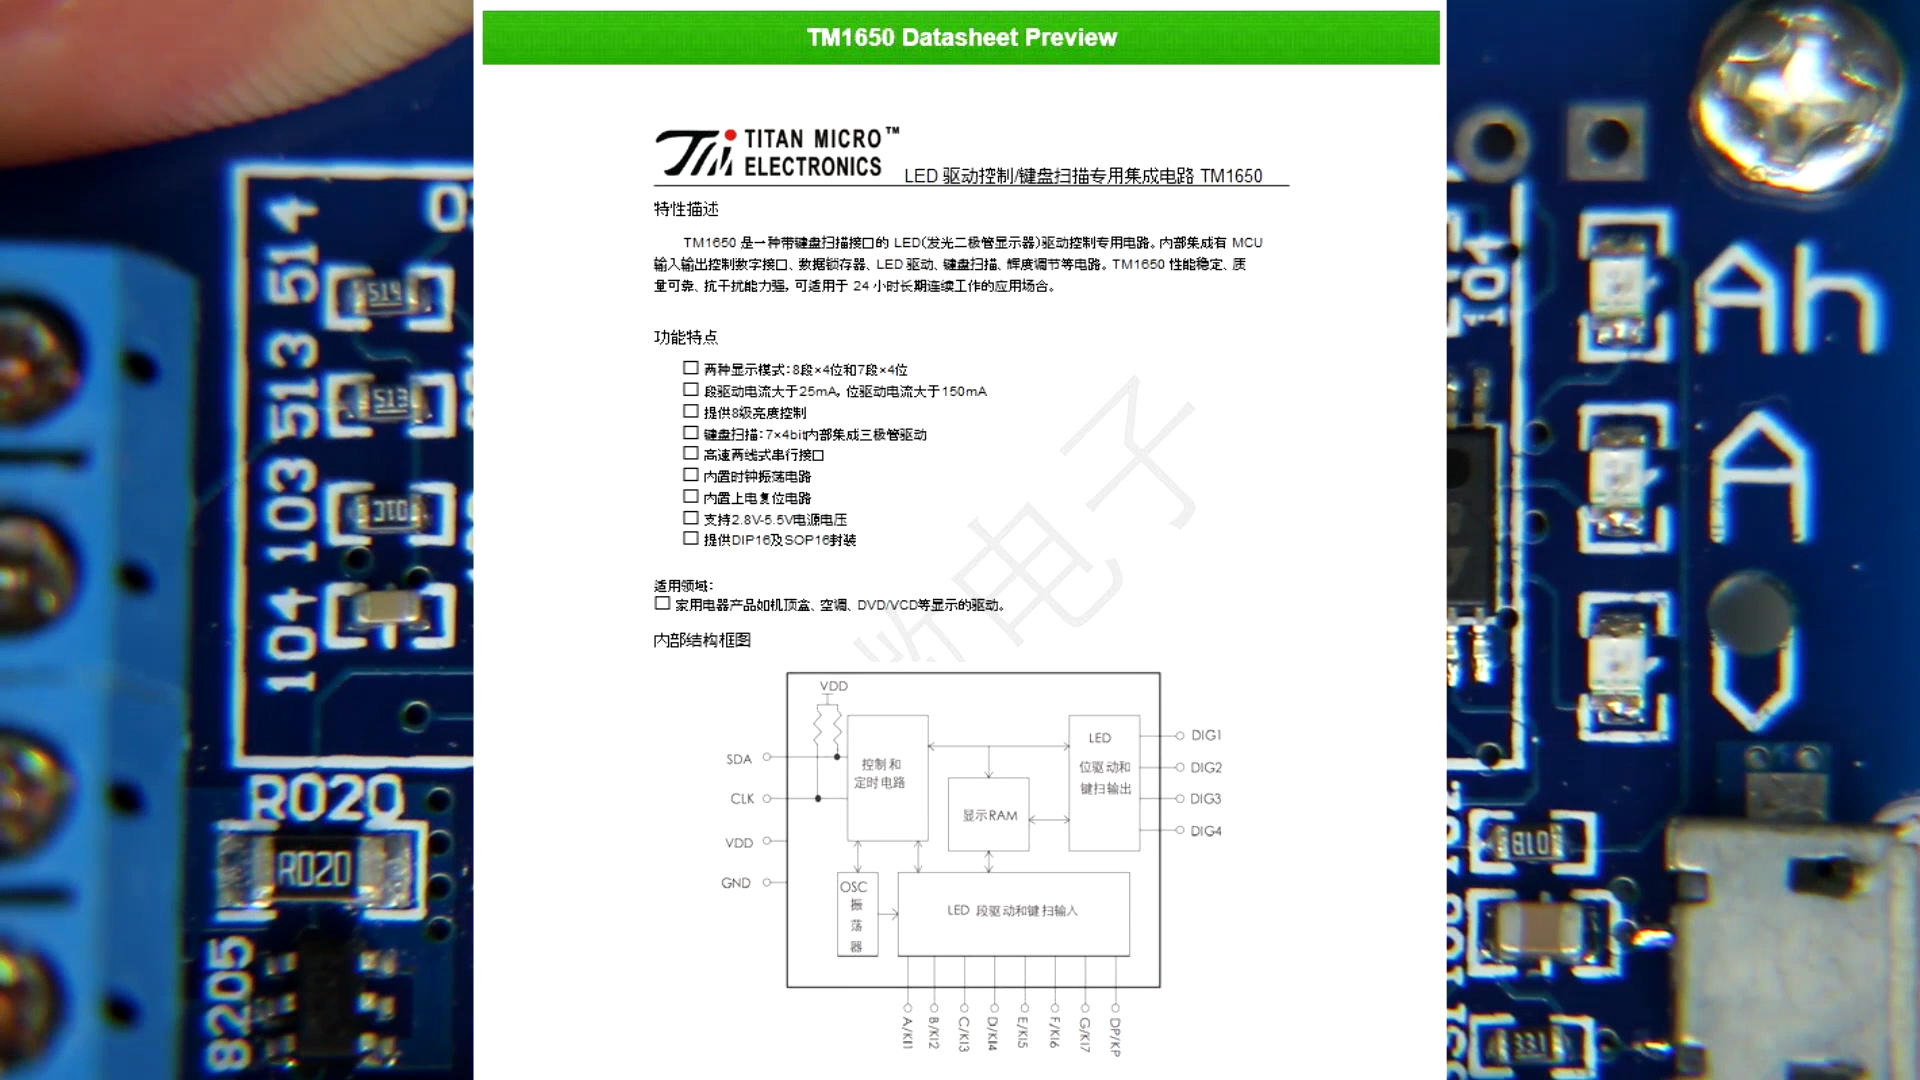 TM1650 Datasheet Preview
TITAN MICRO™
ELECTRONICS
LED 驱动控制/键盘扫描专用集成电路 TM1650
特性描述
TM1650 是一种带键盘扫描接口的 LED(发光二极管显示器)驱动控制专用电路。内部集成有 MCU
输入输出控制数字接口、数据锁存器、LED 驱动、键盘扫描、辉度调节等电路。TM1650 性能稳定、质
量可靠、抗干扰能力强，可适用于 24 小时长期连续工作的应用场合。
功能特点
□ 两种显示模式：8段×4位和7段×4位
□ 段驱动电流大于25mA，位驱动电流大于150mA
□ 提供8级亮度控制
□ 键盘扫描：7×4bit内部集成三极管驱动
□ 高速两线式串行接口
□ 内置时钟振荡电路
□ 内置上电复位电路
□ 支持2.8V-5.5V电源电压
□ 提供DIP16及SOP16封装
适用领域：
□ 家用电器产品如机顶盒、空调、DVD/VCD等显示的驱动。
内部结构框图
VDD
SDA
CLK
VDD
GND
控制和
定时电路
显示RAM
LED
位驱动和
键扫输出
DIG1
DIG2
DIG3
DIG4
OSC
振
荡
器
LED 段驱动和键扫输入
A/KI1
B/KI2
C/KI3
D/KI4
E/KI5
F/KI6
G/KI7
DP/KP
电子
514
514
513
513
103
104
R020
R020
8205
104
Ah
A
V
018
331